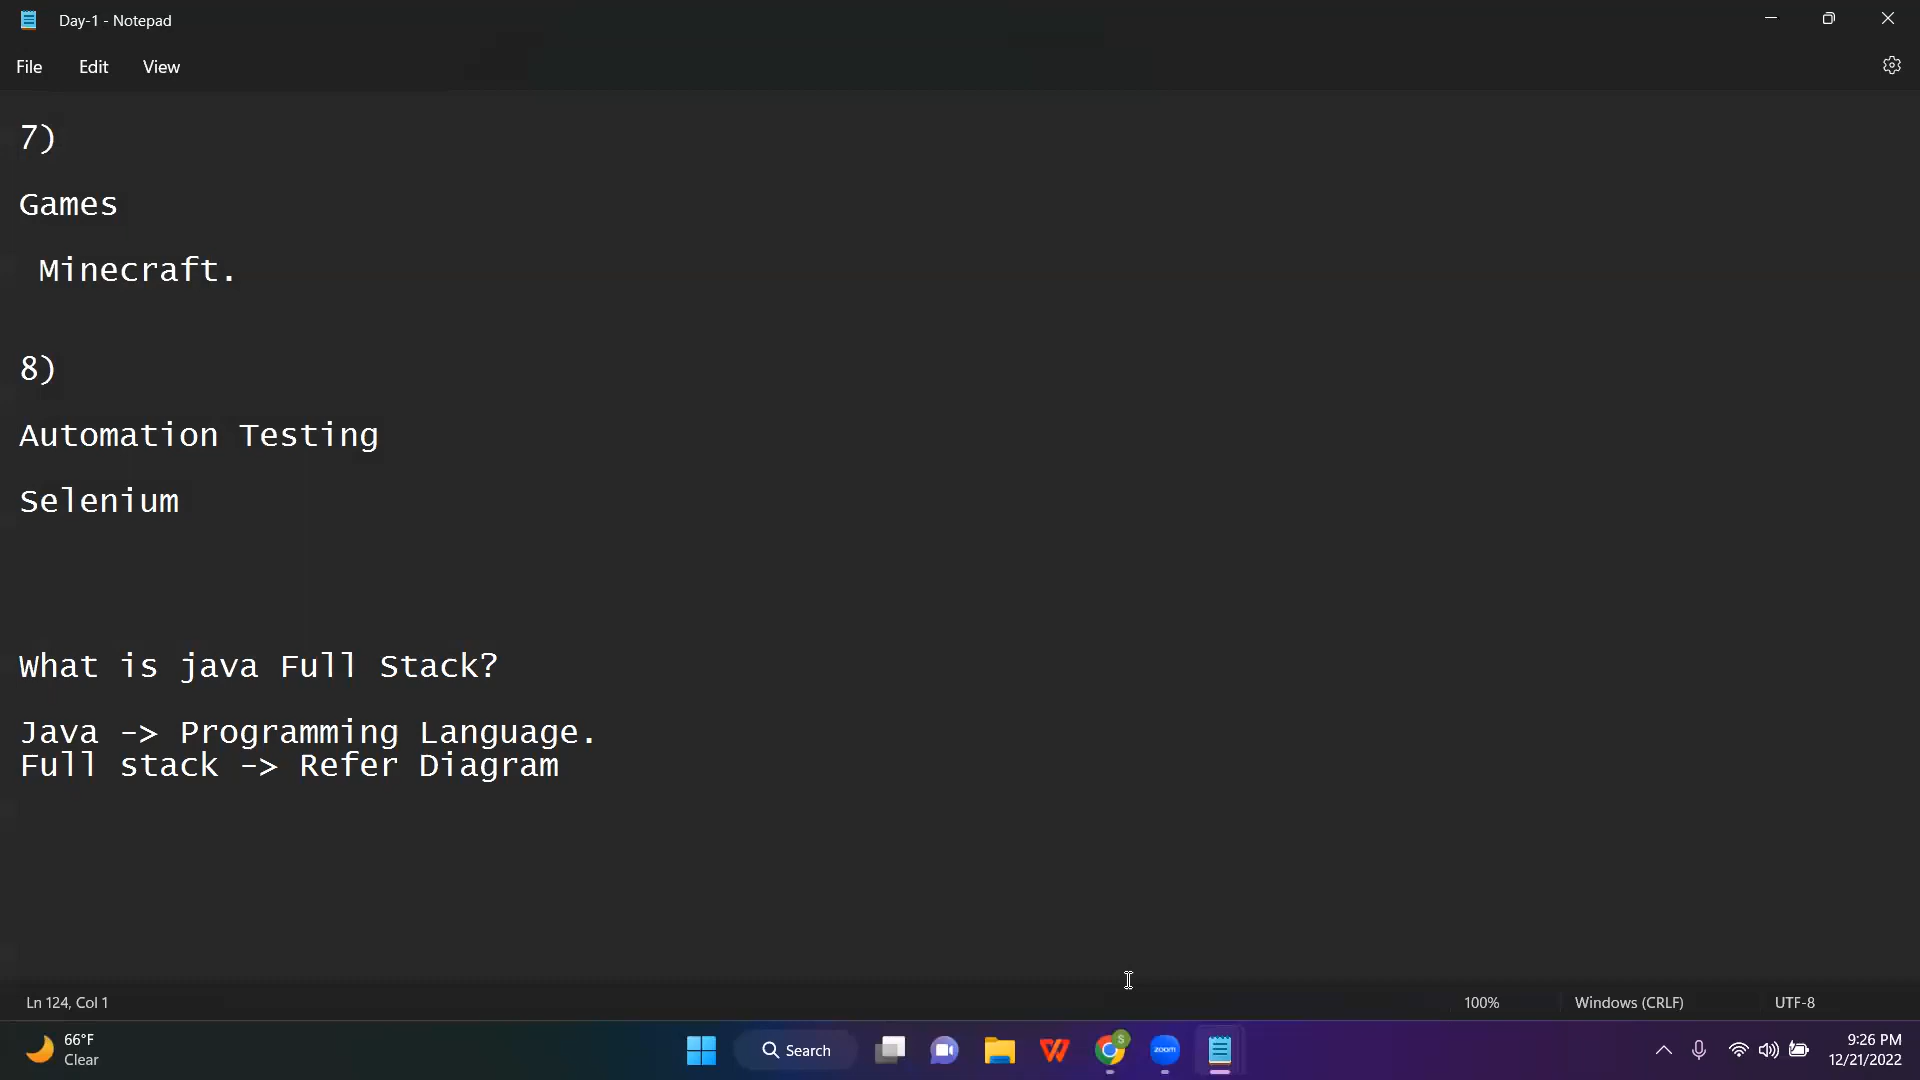 Day-1 - Notepad
File Edit View
7)
Games
Minecraft.
8)
Automation Testing
Selenium
What is java Full Stack?
Java -> Programming Language.
Full stack -> Refer Diagram
Ln 124, Col 1 100% Windows (CRLF) UTF-8
66°F
Clear
Search
S
zoom
9:26 PM
12/21/2022